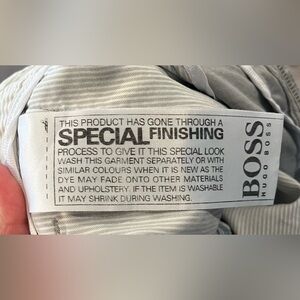 THIS PRODUCT HAS GONE THROUGH A
SPECIAL FINISHING
PROCESS TO GIVE IT THIS SPECIAL LOOK
WASH THIS GARMENT SEPARATELY OR WITH
SIMILAR COLOURS WHEN IT IS NEW AS THE
DYE MAY FADE ONTO OTHER MATERIALS
AND UPHOLSTERY. IF THE ITEM IS WASHABLE
IT MAY SHRINK DURING WASHING.
BOSS
HUGO BOSS